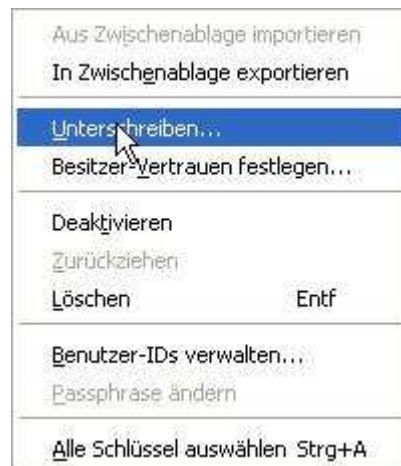 Aus Zwischenablage importieren
In Zwischenablage exportieren
Unterschreiben...
Besitzer-Vertrauen festlegen...
Deaktivieren
Zurückziehen
Löschen Entf
Benutzer-IDs verwalten...
Passphrase ändern
Alle Schlüssel auswählen Strg+A